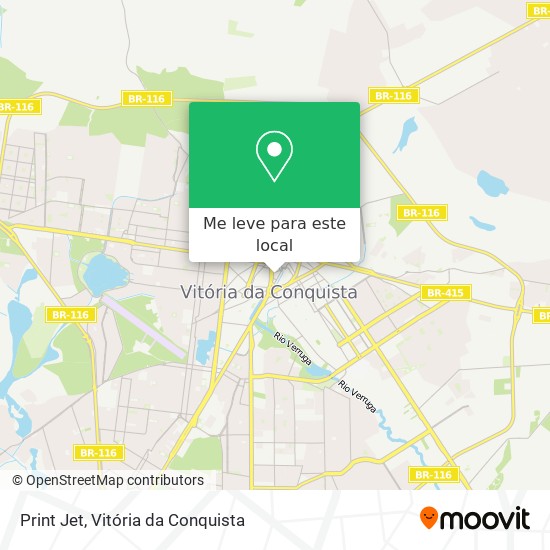 BR-
BR-116
BR-116
BR-116
Me leve para este
local
BR-116
Vitória da Conquista
BR-415
BR-116
BR
Rio Verruga
Rio Verruga
BR-116
BR-116
© OpenStreetMap contributors
Print Jet, Vitória da Conquista
moovit